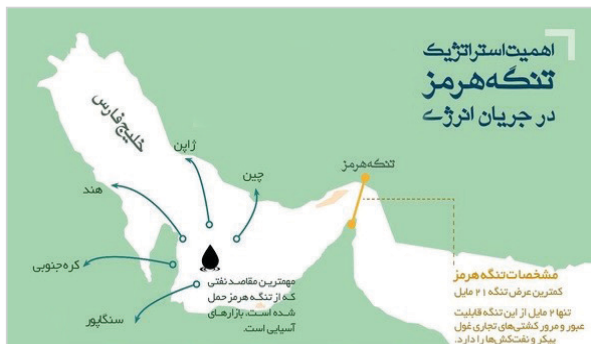 اهمیت استراتژیک
تنگه هرمز
در جریان انرژی
خلیج فارس
ژاپن
چین
هند
تنگه هرمز
کره جنوبی
سنگاپور
مهمترین مقاصد نفتی
که از تنگه هرمز حمل
شده است، بازارهای
آسیایی است.
مشخصات تنگه هرمز
کمترین عرض تنگه ۲۱ مایل
تنها ۲ مایل از این تنگه قابلیت
عبور و مرور کشتی‌های تجاری غول
پیکر و نفت‌کش‌ها را دارد.